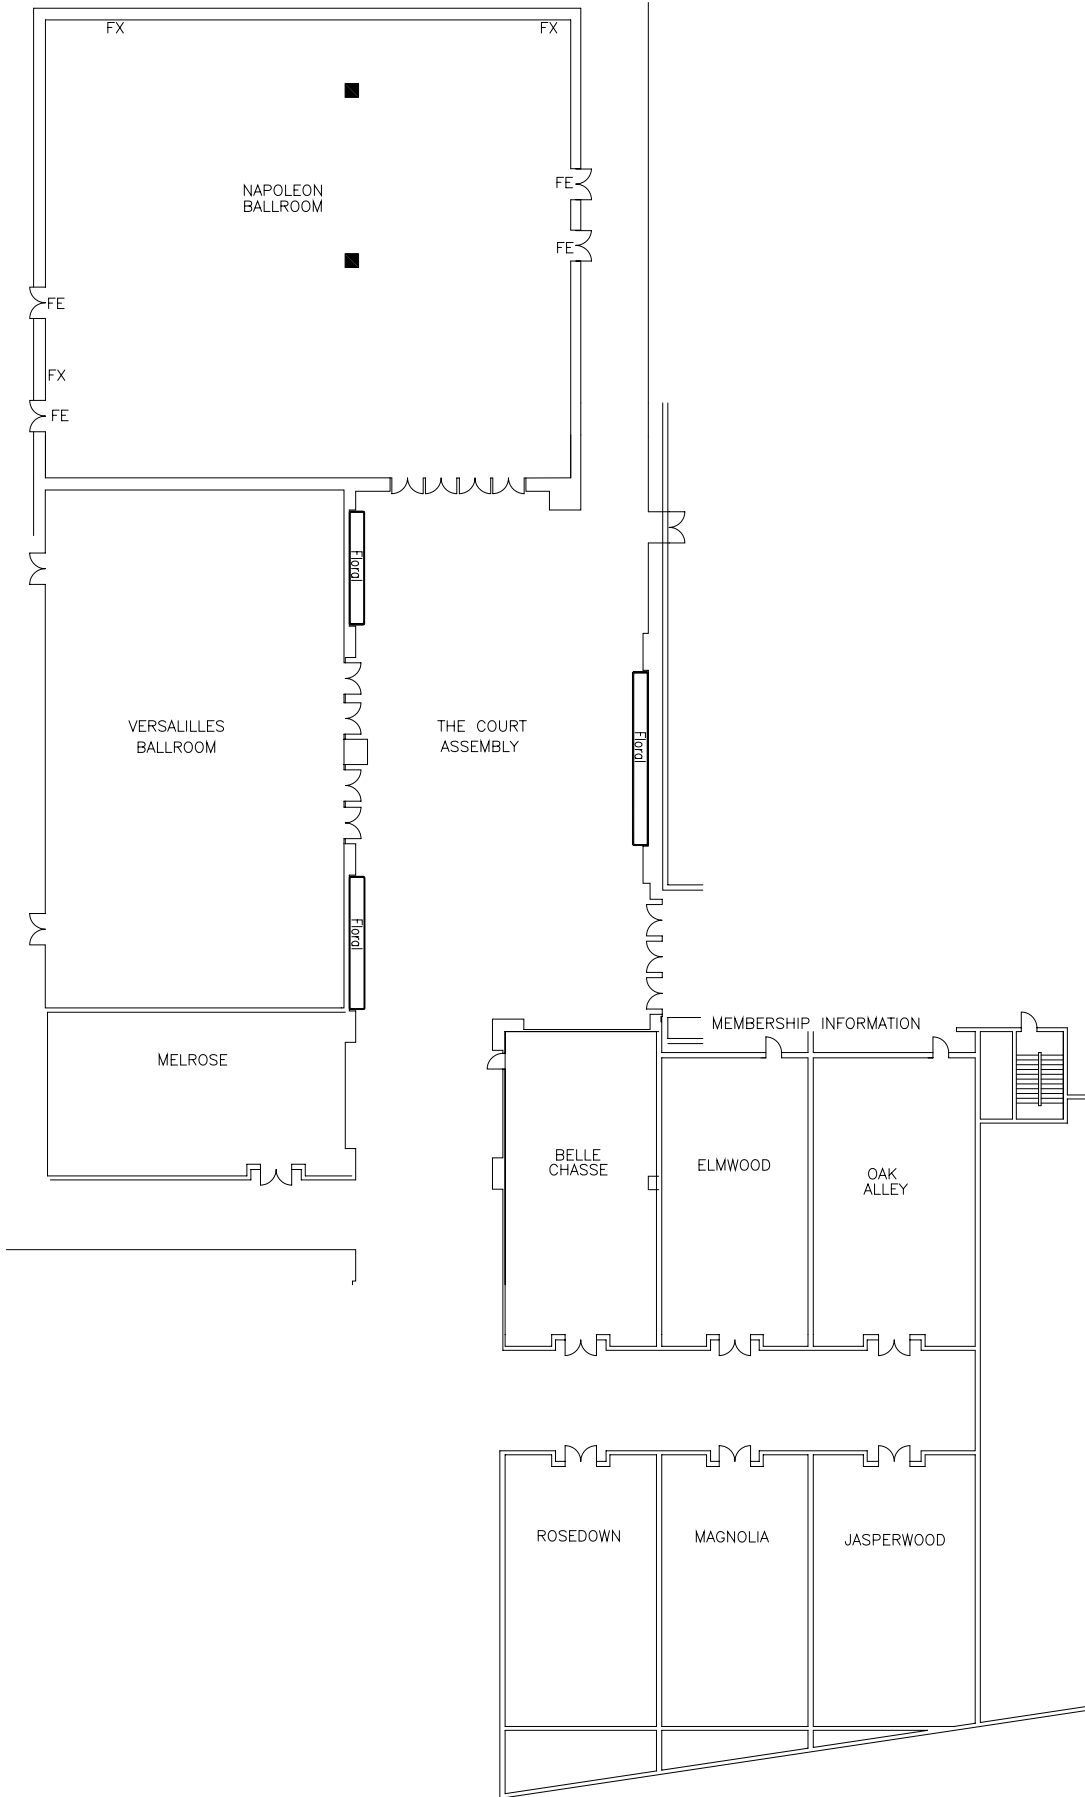 FX
FX
FE
NAPOLEON
BALLROOM
FE
FE
FX
FE
Floral
VERSALILLES
BALLROOM
THE COURT
ASSEMBLY
Floral
Floral
MEMBERSHIP INFORMATION
MELROSE
BELLE
CHASSE
ELMWOOD
OAK
ALLEY
ROSEDOWN
MAGNOLIA
JASPERWOOD